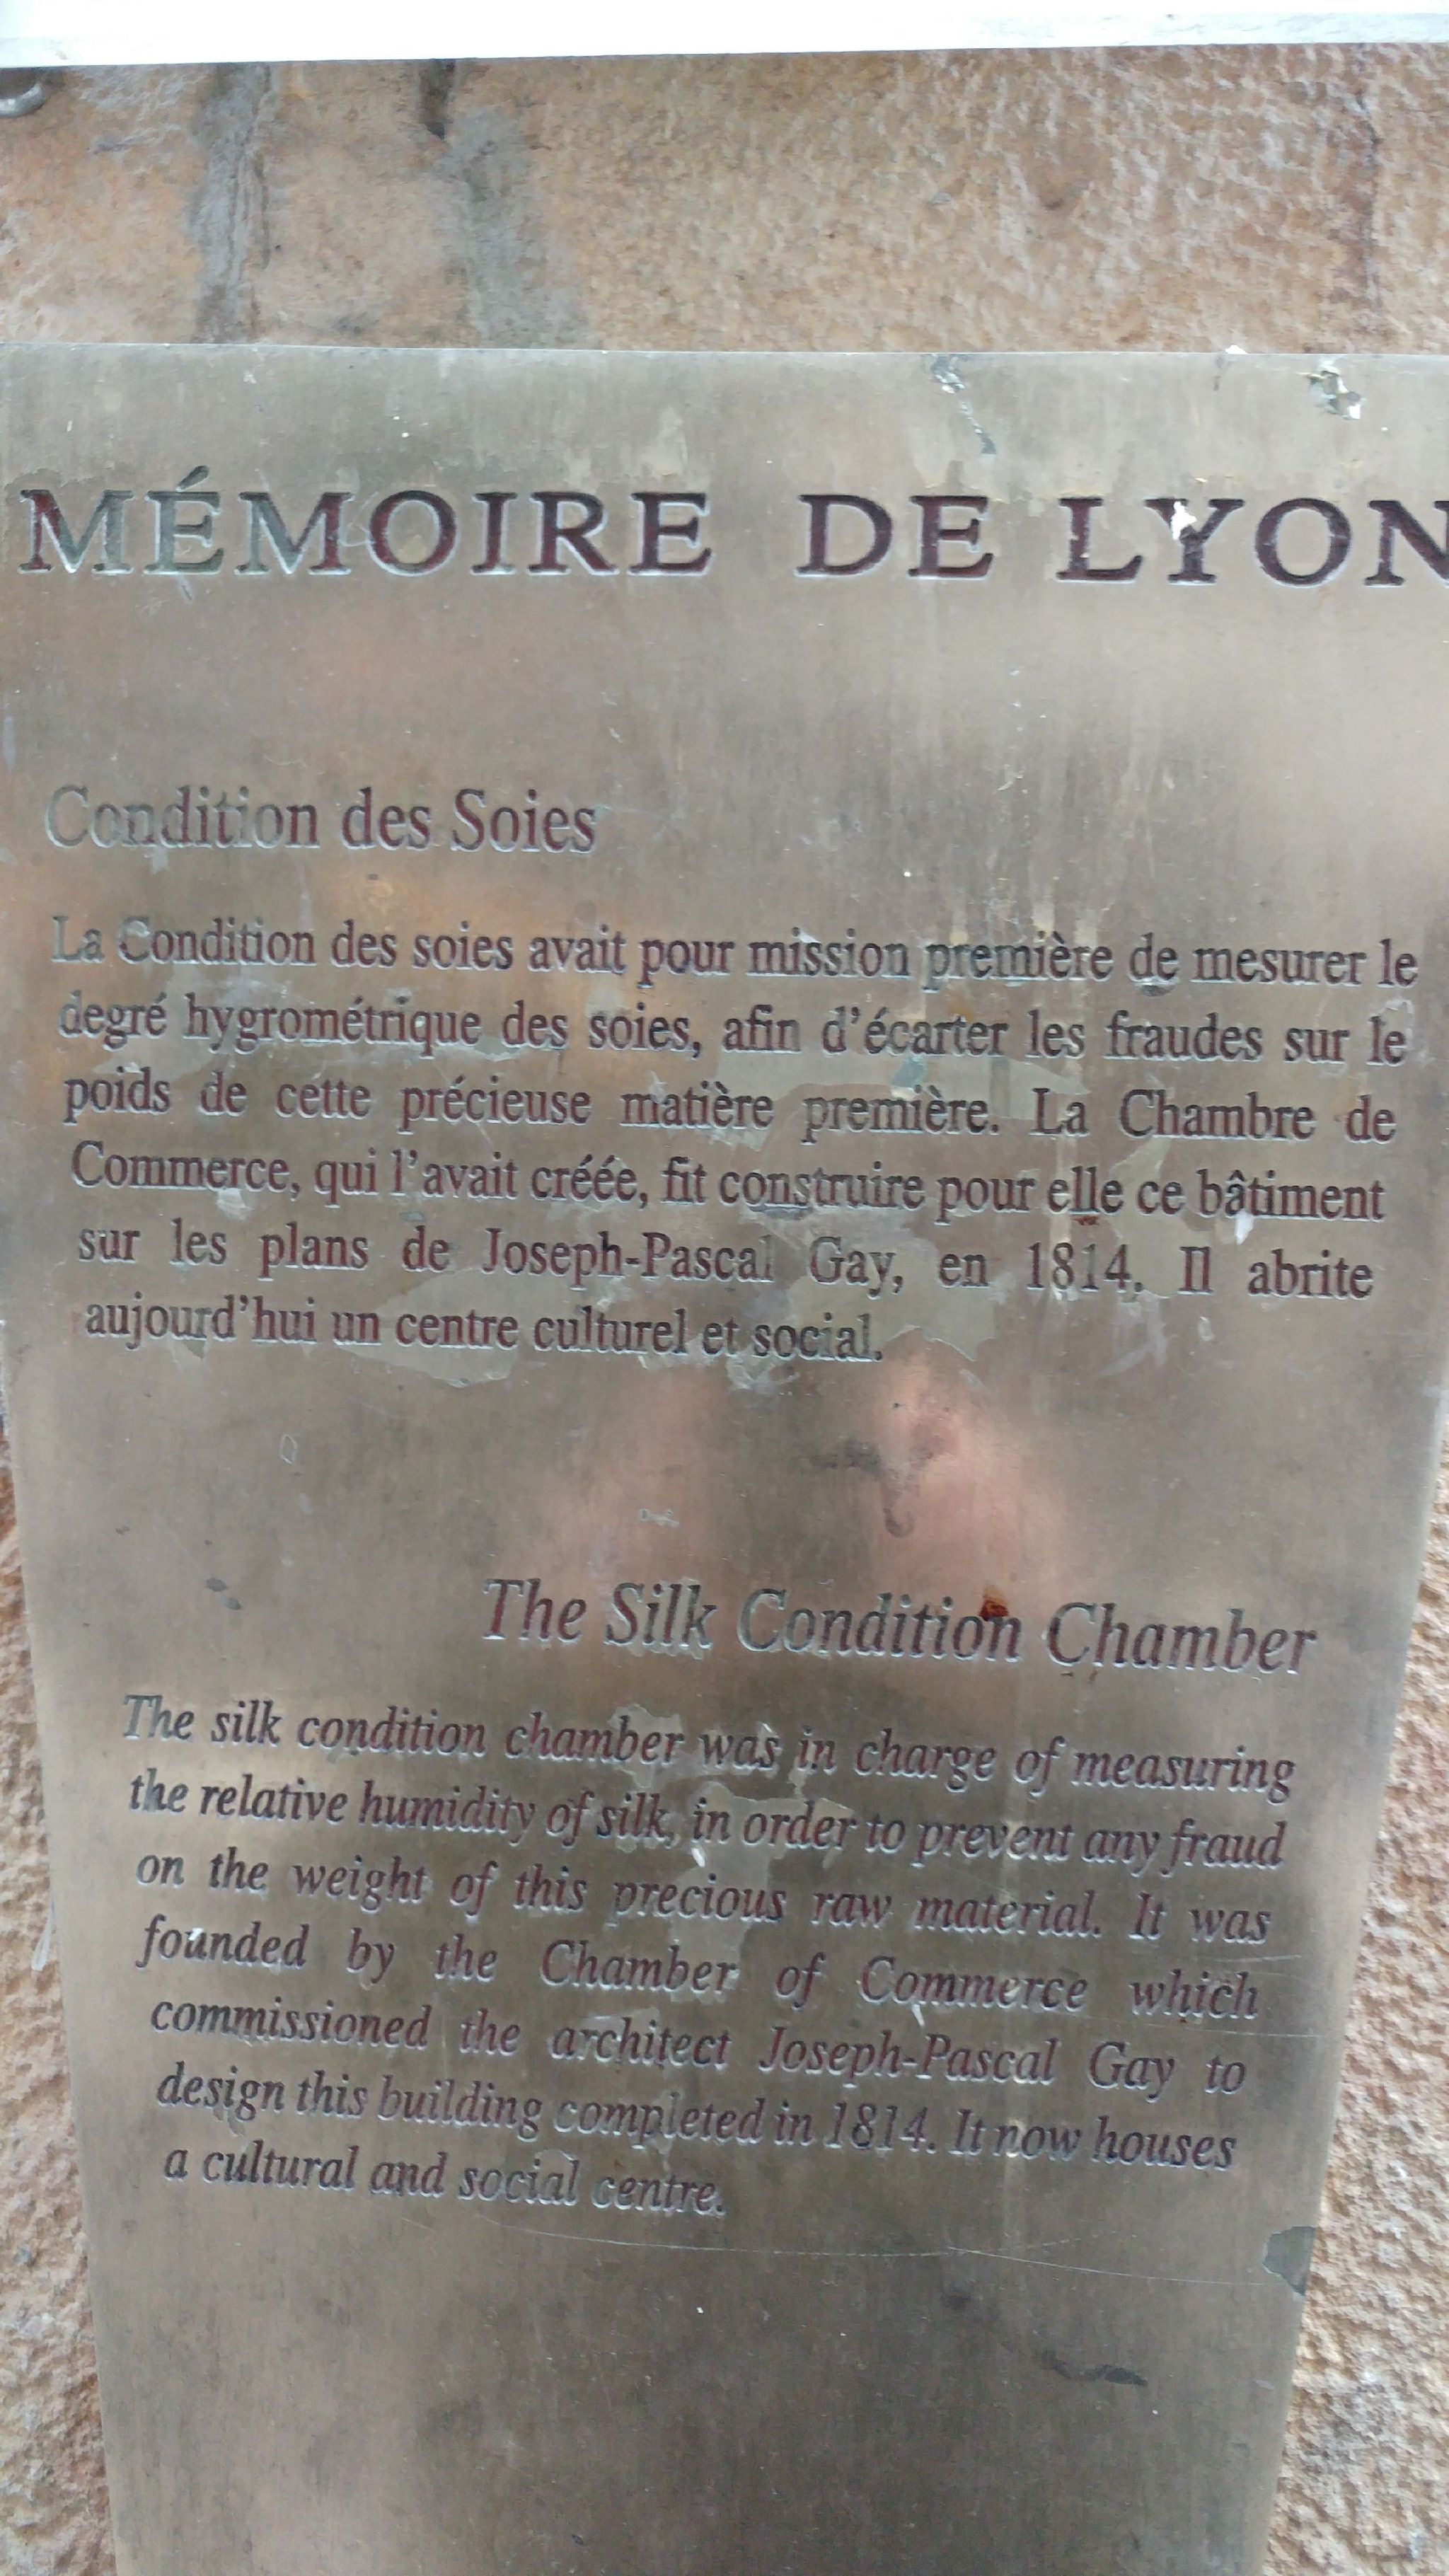 MÉMOIRE DE LYON
Condition des Soies
La Condition des soies avait pour mission première de mesurer le
degré hygrométrique des soies, afin d'écarter les fraudes sur le
poids de cette précieuse matière première. La Chambre de
Commerce, qui l'avait créée, fit construire pour elle ce bâtiment
sur les plans de Joseph-Pascal Gay, en 1814. Il abrite
aujourd'hui un centre culturel et social.
The Silk Condition Chamber
The silk condition chamber was in charge of measuring
the relative humidity of silk, in order to prevent any fraud
on the weight of this precious raw material. It was
founded by the Chamber of Commerce which
commissioned the architect Joseph-Pascal Gay to
design this building completed in 1814. It now houses
a cultural and social centre.